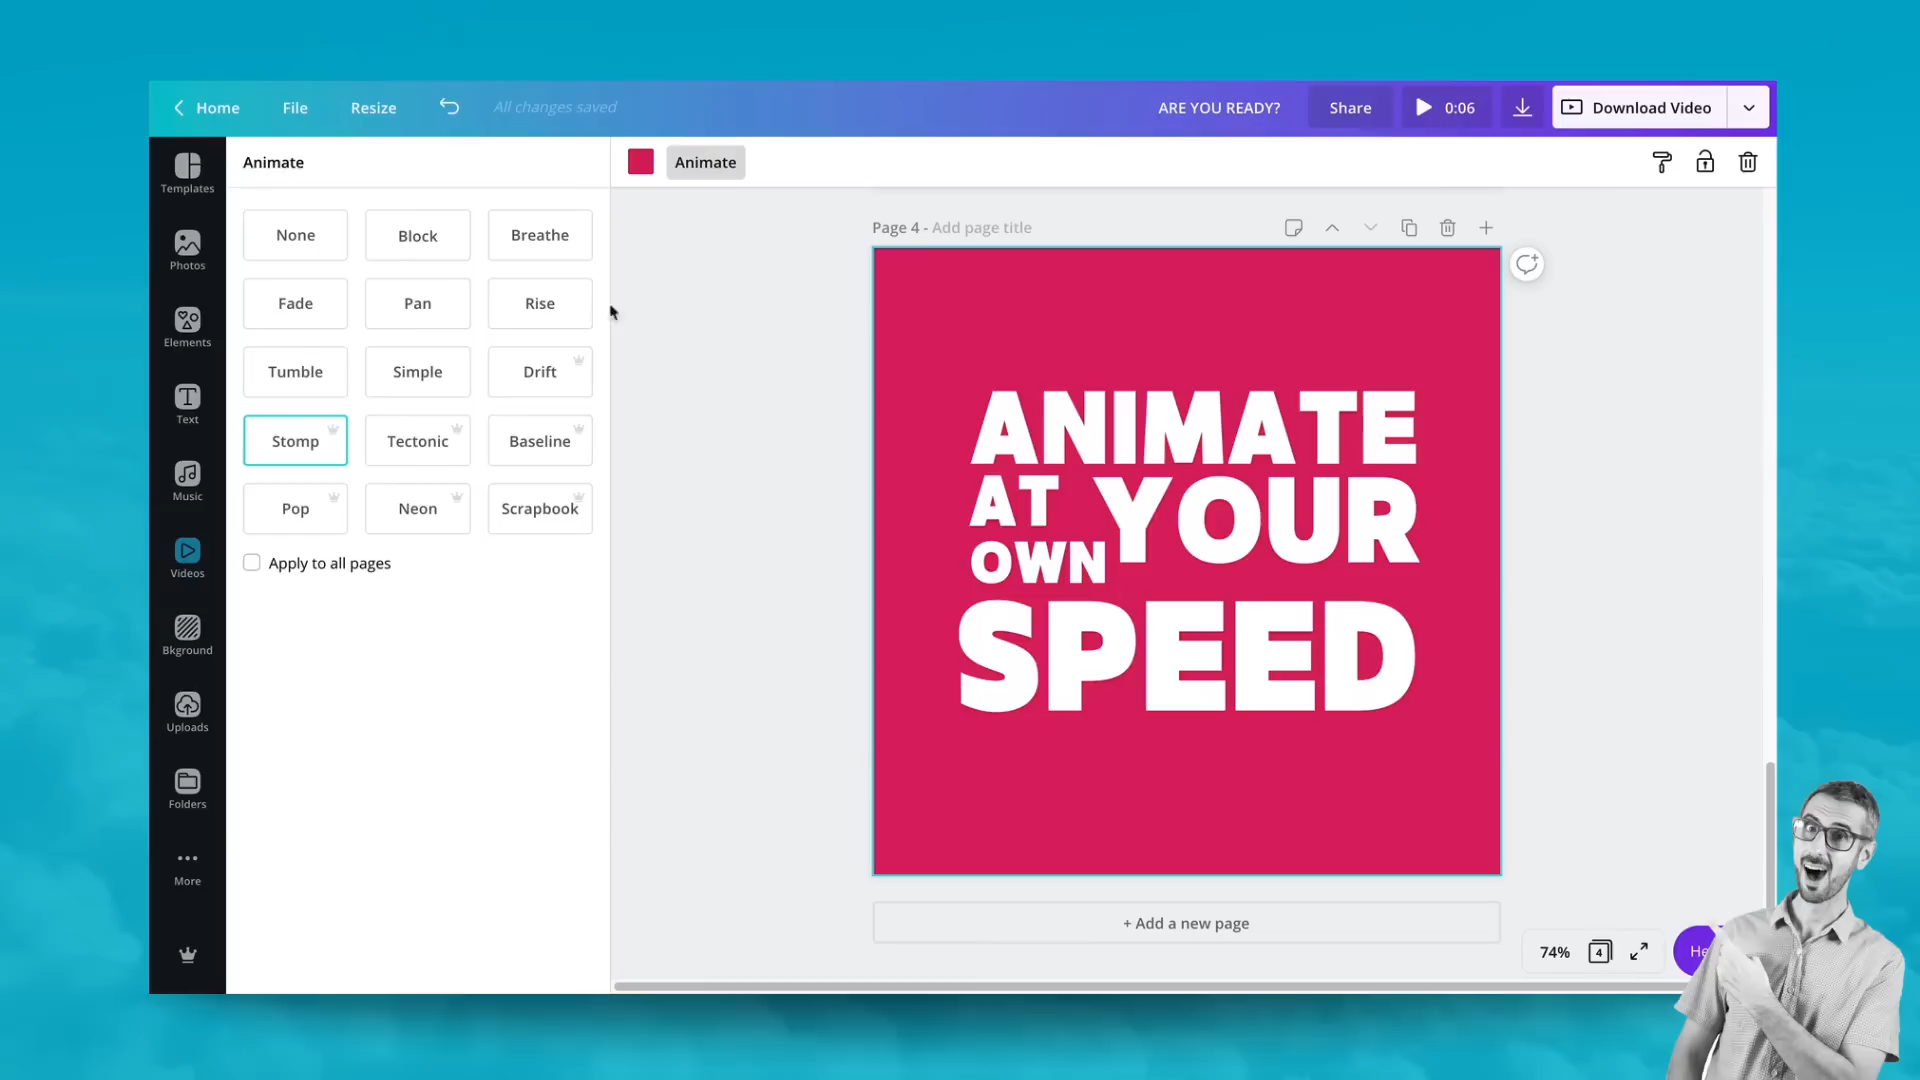 Home File Resize All changes saved ARE YOU READY? Share 0:06 Download Video
Templates
Photos
Elements
Text
Music
Videos
Bkground
Uploads
Folders
More
Animate
None Block Breathe
Fade Pan Rise
Tumble Simple Drift
Stomp Tectonic Baseline
Pop Neon Scrapbook
Apply to all pages
Animate
Page 4 - Add page title
ANIMATE
AT YOUR
OWN
SPEED
+ Add a new page
74% 4